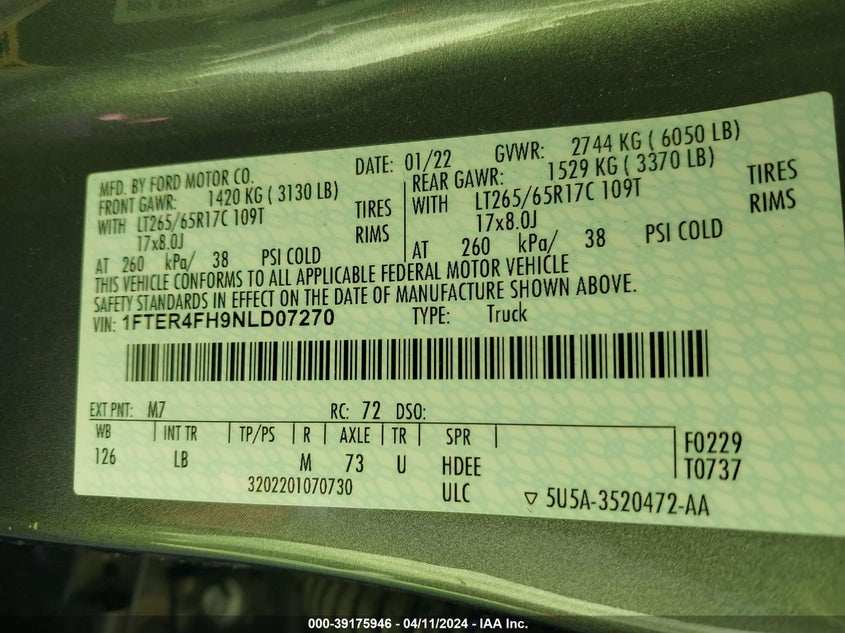 MFD. BY FORD MOTOR CO.
DATE: 01/22 GVWR: 2744 KG ( 6050 LB)
FRONT GAWR: 1420 KG ( 3130 LB)
WITH LT265/65R17C 109T TIRES
17x8.0J RIMS
AT 260 kPa/ 38 PSI COLD
REAR GAWR: 1529 KG ( 3370 LB)
WITH LT265/65R17C 109T TIRES
17x8.0J RIMS
AT 260 kPa/ 38 PSI COLD
THIS VEHICLE CONFORMS TO ALL APPLICABLE FEDERAL MOTOR VEHICLE
SAFETY STANDARDS IN EFFECT ON THE DATE OF MANUFACTURE SHOWN ABOVE.
VIN: 1FTER4FH9NLD07270 TYPE: Truck
EXT PNT: M7 RC: 72 DSO:
WB INT TR TP/PS R AXLE TR SPR F0229
126 LB M 73 U HDEE T0737
3202201070730 ULC ▽ 5U5A-3520472-AA
000-39175946 - 04/11/2024 - IAA Inc.